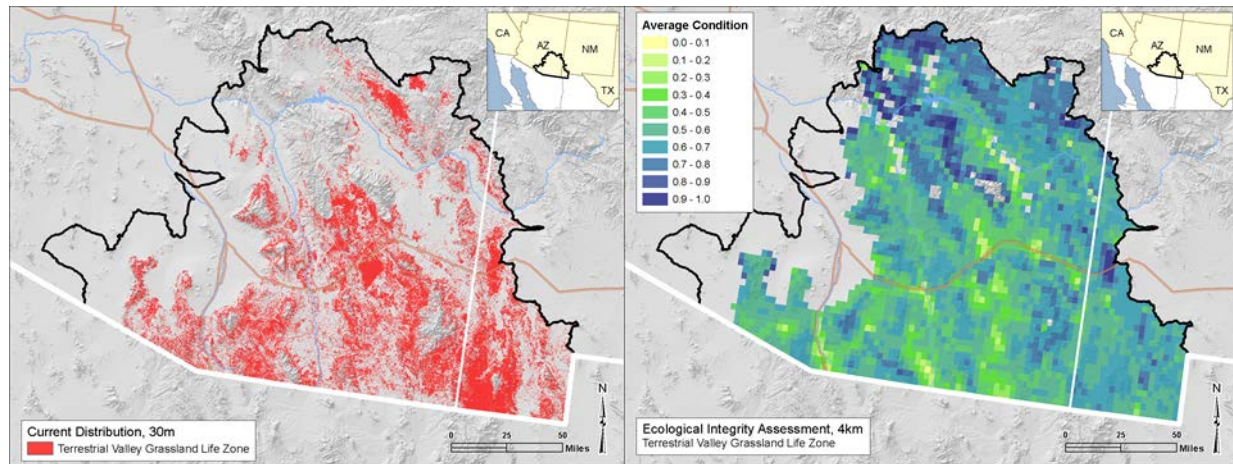 CA
AZ
NM
TX
N
Current Distribution, 30m
Terrestrial Valley Grassland Life Zone
0
25
50
Miles
Average Condition
0.0 - 0.1
0.1 - 0.2
0.2 - 0.3
0.3 - 0.4
0.4 - 0.5
0.5 - 0.6
0.6 - 0.7
0.7 - 0.8
0.8 - 0.9
0.9 - 1.0
CA
AZ
NM
TX
N
Ecological Integrity Assessment, 4km
Terrestrial Valley Grassland Life Zone
0
25
50
Miles